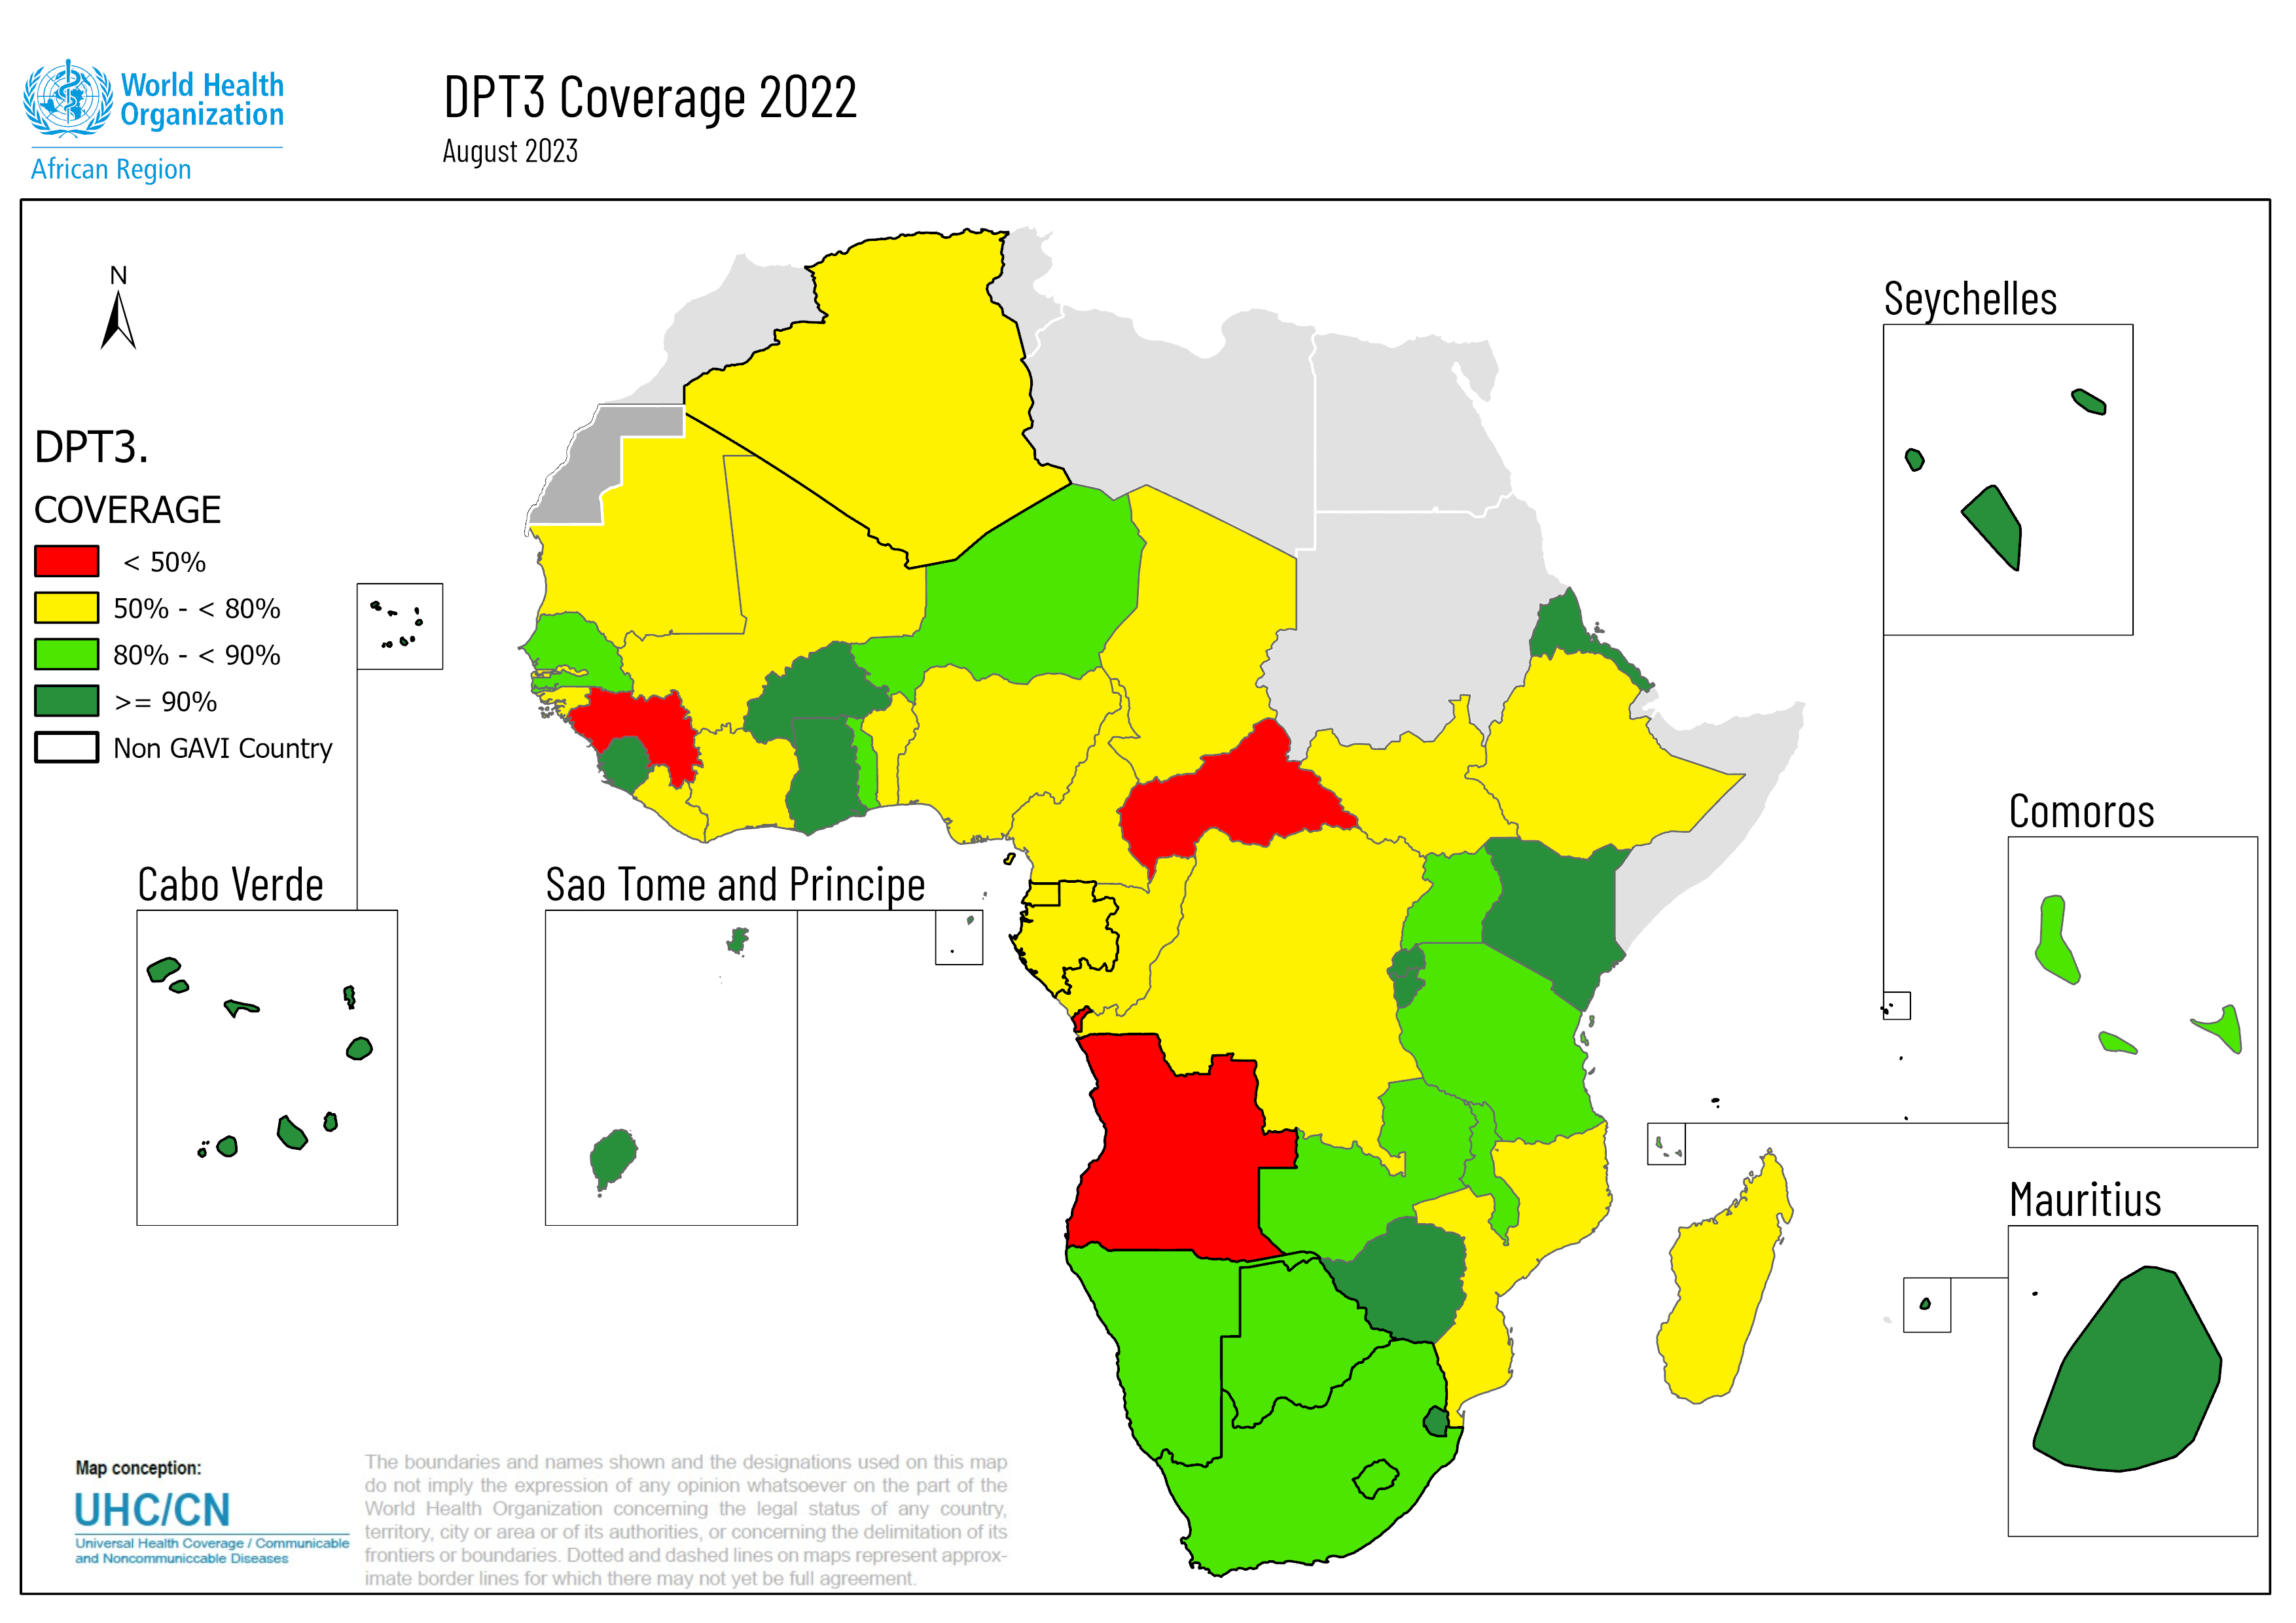 World Health
Organization
African Region
DPT3 Coverage 2022
August 2023
N
Seychelles
DPT3.
COVERAGE
< 50%
50% - < 80%
80% - < 90%
>= 90%
Non GAVI Country
Comoros
Cabo Verde
Sao Tome and Principe
Mauritius
Map conception:
UHC/CN
Universal Health Coverage / Communicable
and Noncommuniccable Diseases
The boundaries and names shown and the designations used on this map
do not imply the expression of any opinion whatsoever on the part of the
World Health Organization concerning the legal status of any country,
territory, city or area or of its authorities, or concerning the delimitation of its
frontiers or boundaries. Dotted and dashed lines on maps represent approx-
imate border lines for which there may not yet be full agreement.